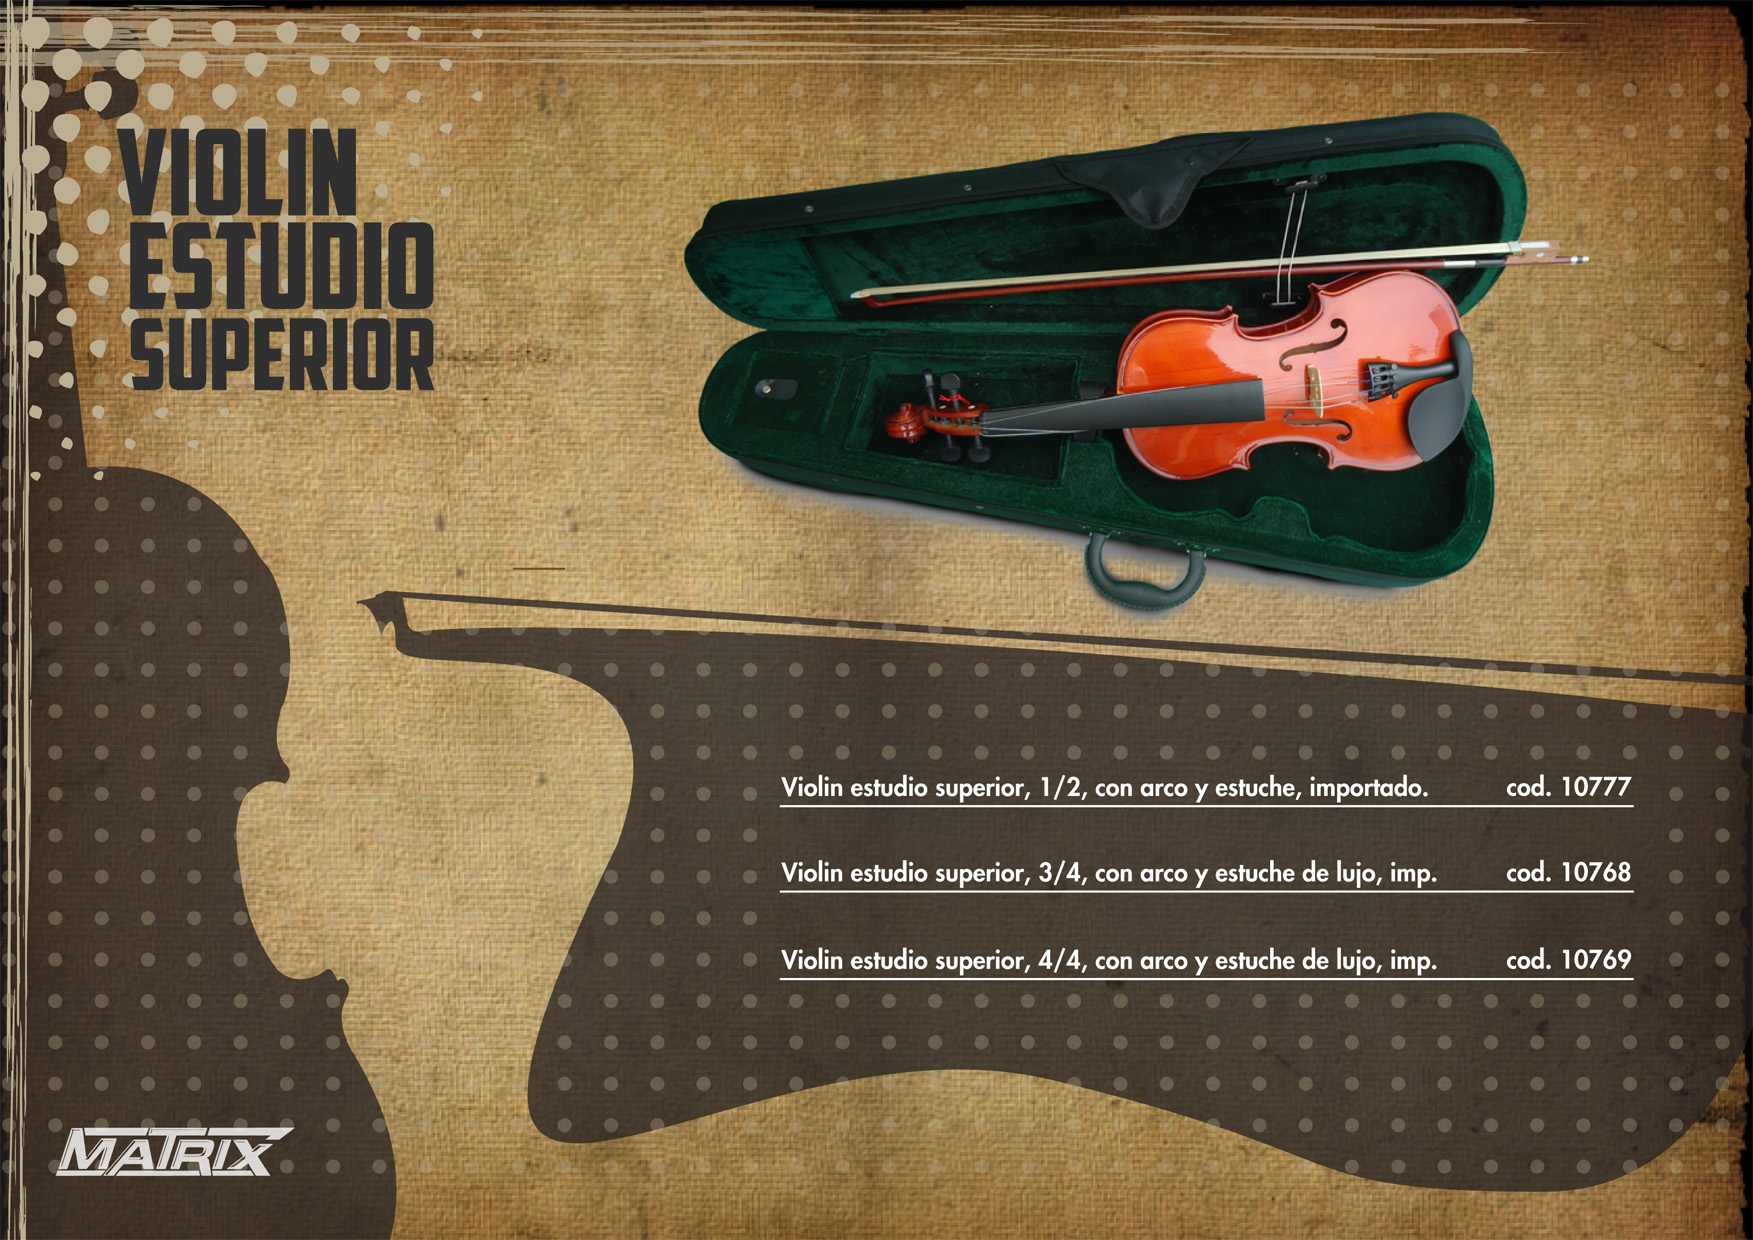 VIOLIN
ESTUDIO
SUPERIOR
Violin estudio superior, 1/2, con arco y estuche, importado. cod. 10777
Violin estudio superior, 3/4, con arco y estuche de lujo, imp. cod. 10768
Violin estudio superior, 4/4, con arco y estuche de lujo, imp. cod. 10769
MATRIX